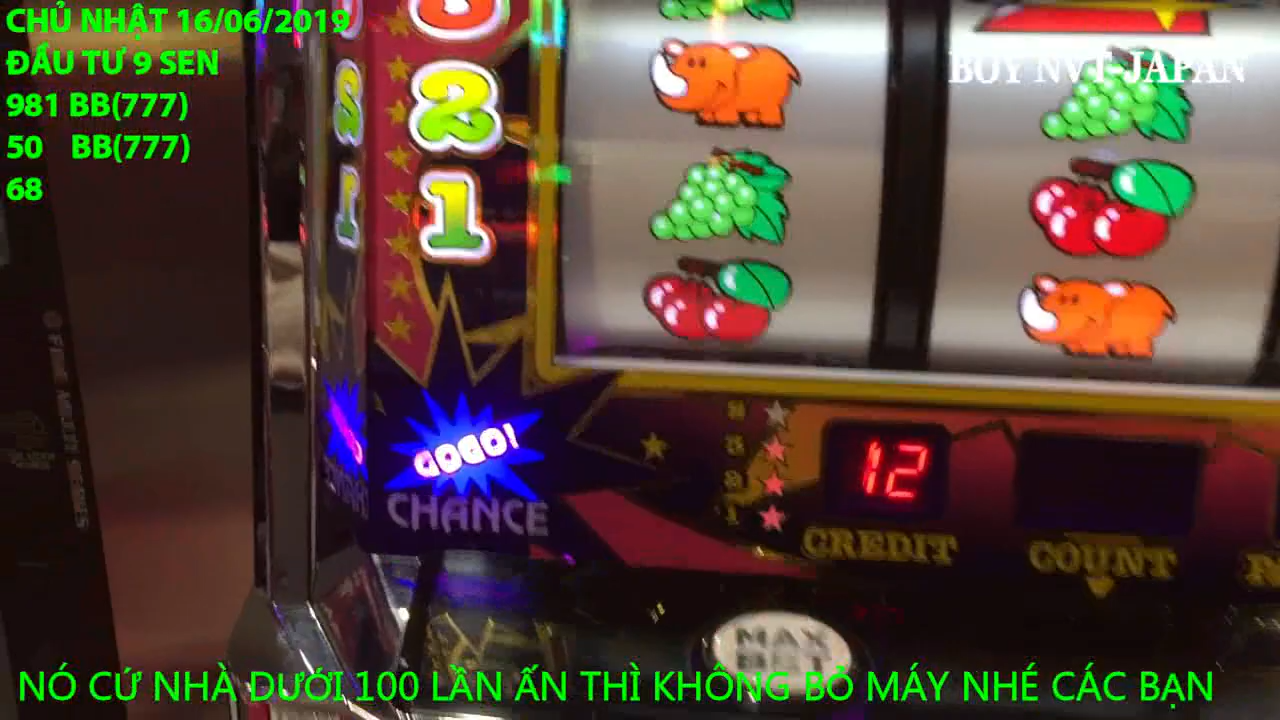 CHỦ NHẬT 16/06/2019
ĐẦU TƯ 9 SEN
981 BB(777)
50 BB(777)
68
BOY NVT-JAPAN
2
1
GOGO!
CHANCE
12
CREDIT
COUNT
MAX
BET
NÓ CỨ NHÀ DƯỚI 100 LẦN ẤN THÌ KHÔNG BỎ MÁY NHÉ CÁC BẠN